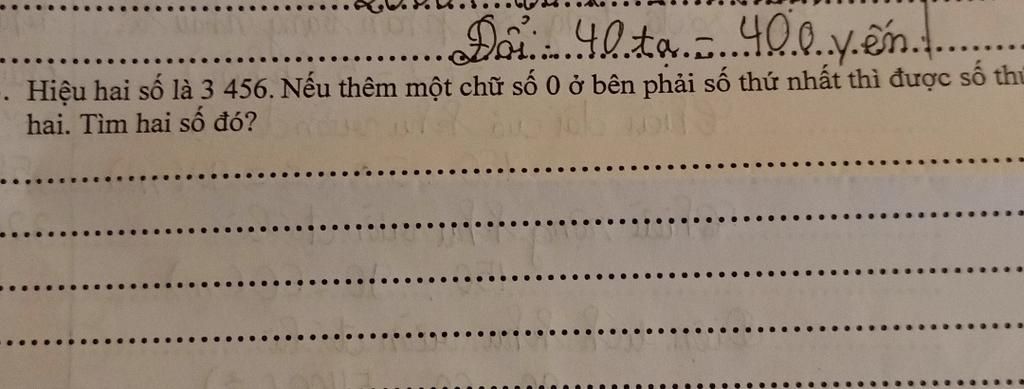 Đổi: 40 tạ = 400 yến
. Hiệu hai số là 3 456. Nếu thêm một chữ số 0 ở bên phải số thứ nhất thì được số thứ
hai. Tìm hai số đó?